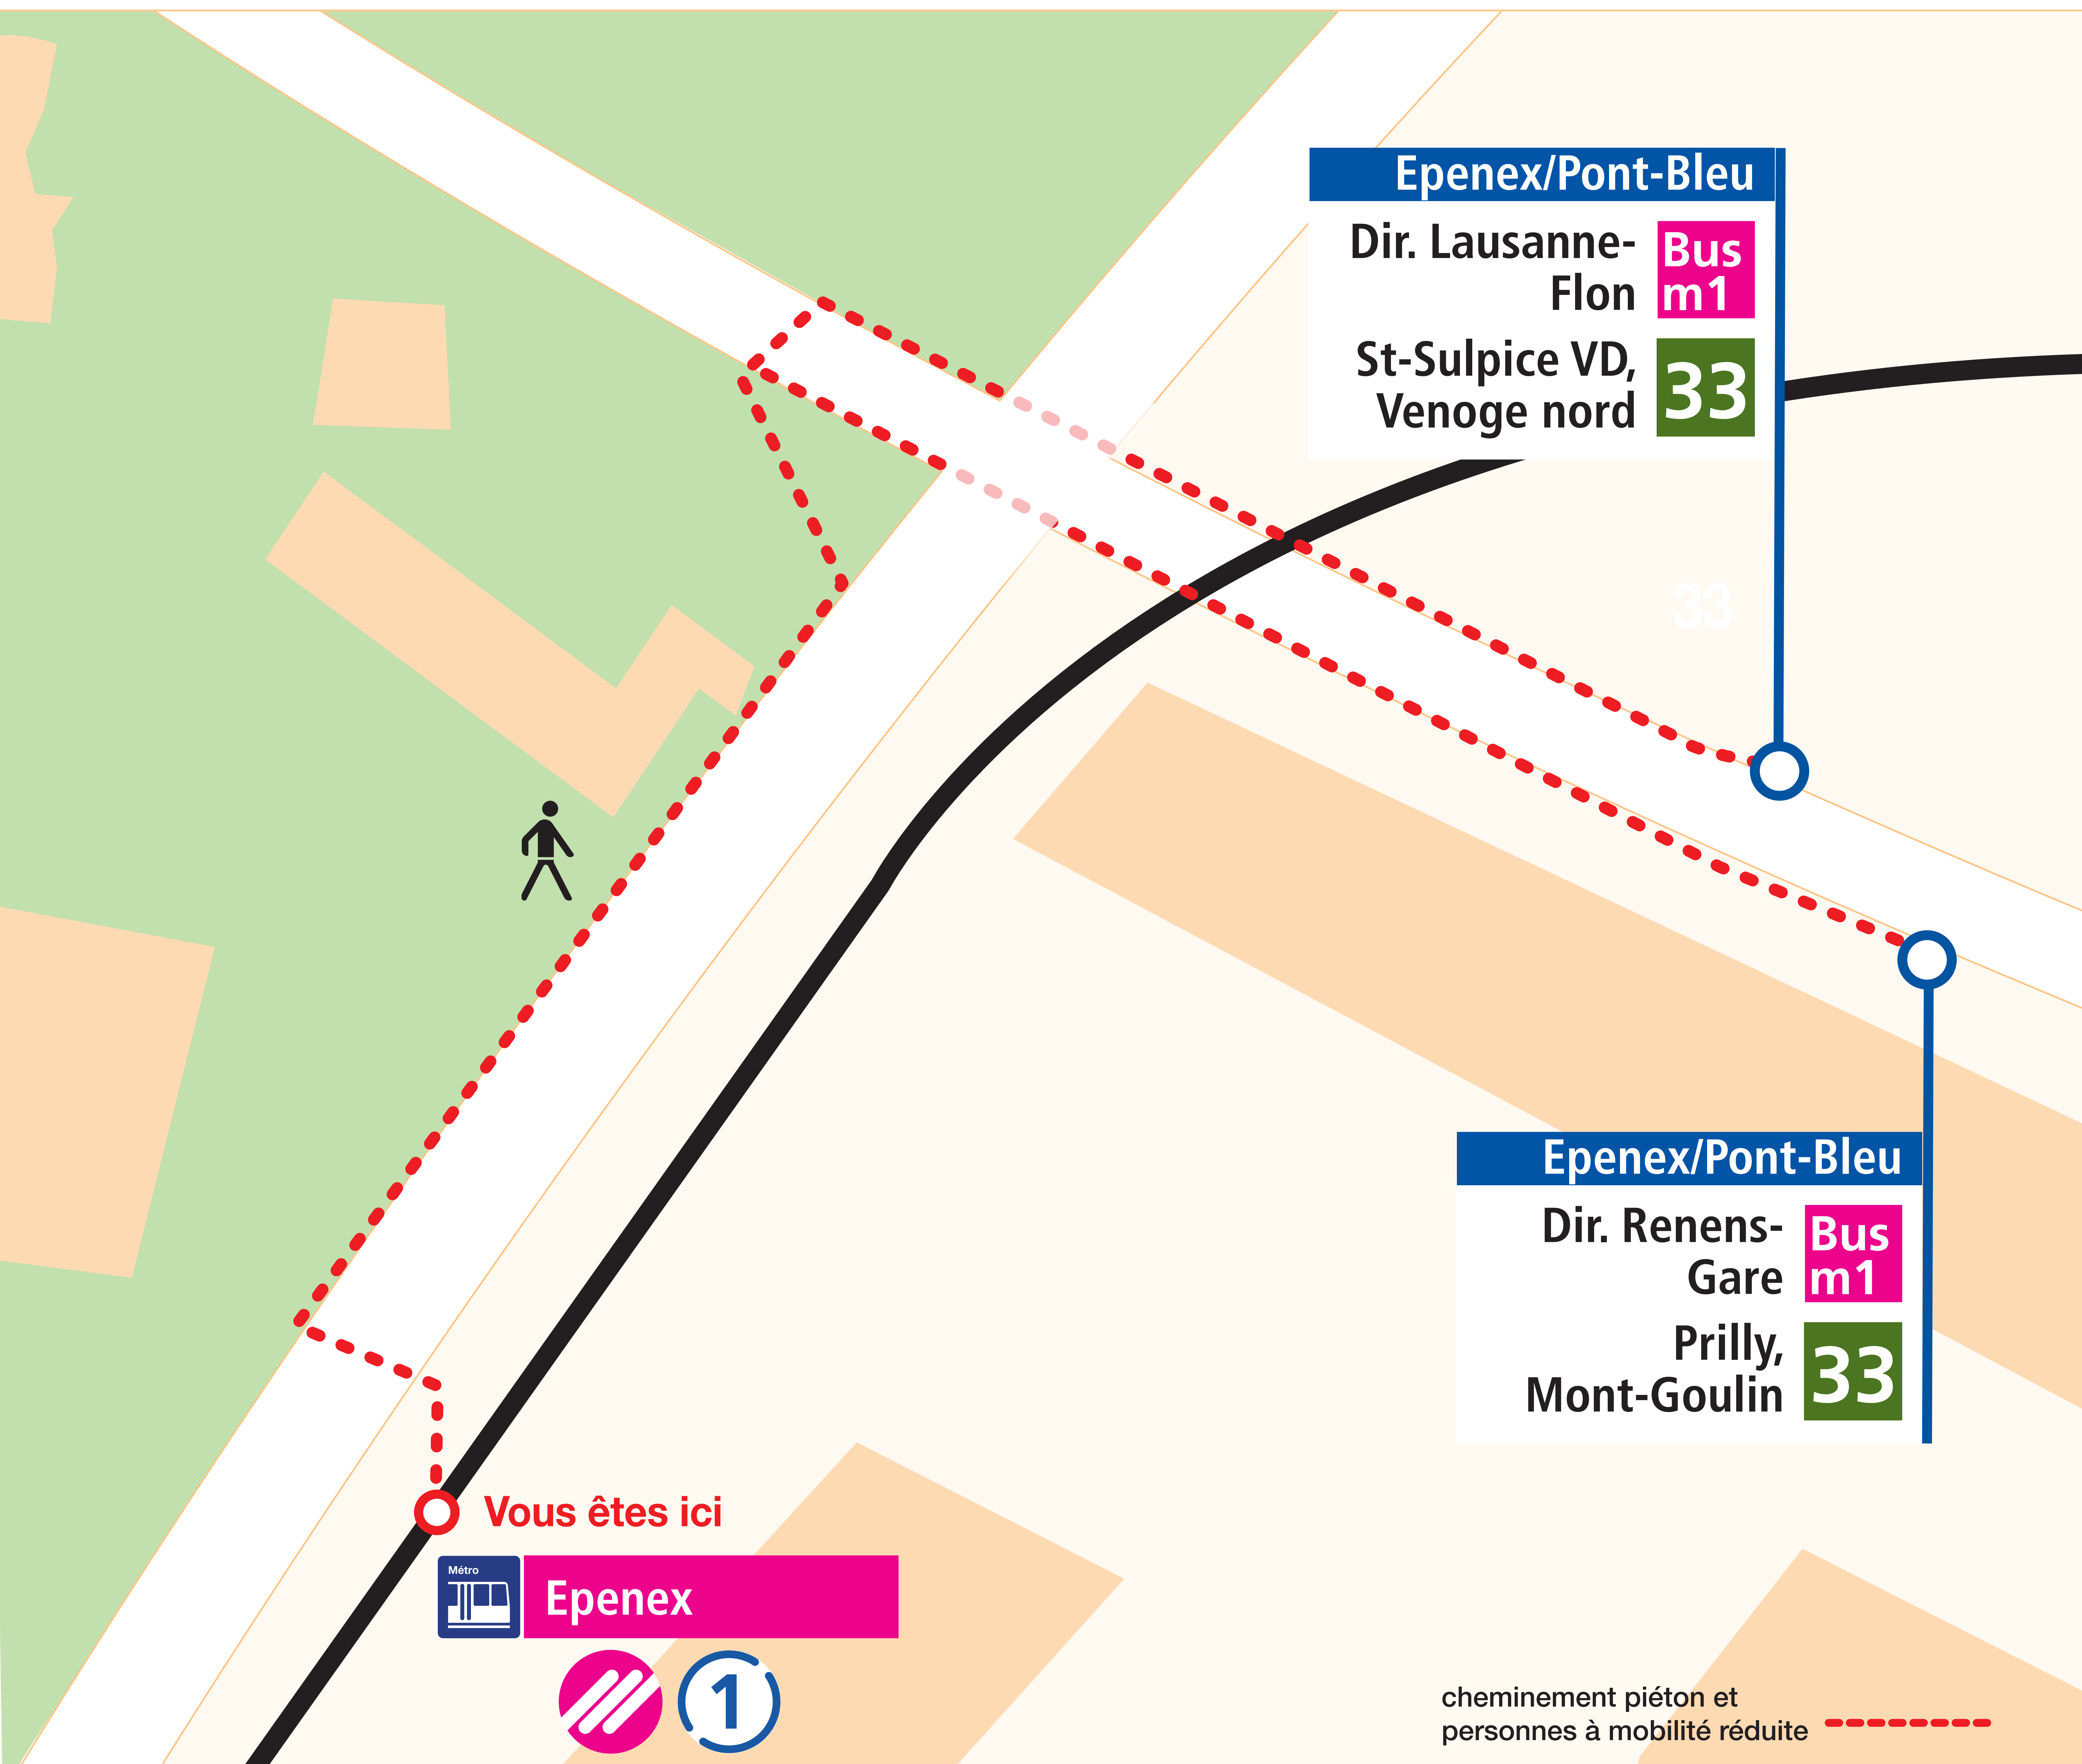 Epenex/Pont-Bleu
Dir. Lausanne-
Flon
Bus
m1
St-Sulpice VD,
Venoge nord
33
33
Epenex/Pont-Bleu
Dir. Renens-
Gare
Bus
m1
Prilly,
Mont-Goulin
33
Vous êtes ici
Métro
Epenex
1
cheminement piéton et
personnes à mobilité réduite